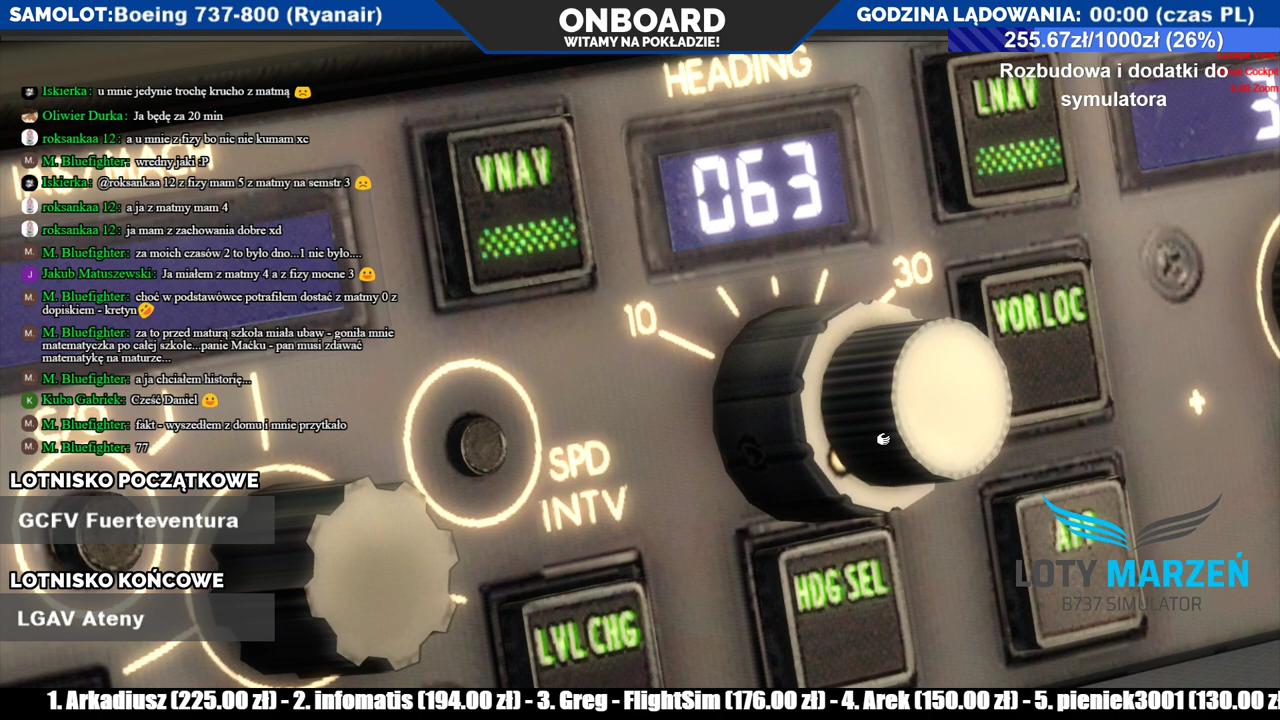 SAMOLOT:Boeing 737-800 (Ryanair)
ONBOARD
WITAMY NA POKŁADZIE!
GODZINA LĄDOWANIA: 00:00 (czas PL)
255.67zł/1000zł (26%)
Rozbudowa i dodatki do
symulatora
Cockpit
Zoom
Iskierka: u mnie jedynie trochę krucho z matmą
Oliwier Durka: Ja będę za 20 min
roksankaa 12: a u mnie z fizy bo nic nie kumam xc
M. Bluefighter: wredny jaki :P
Iskierka: @roksankaa 12 z fizy mam 5 z matmy na semstr 3
roksankaa 12: a ja z matmy mam 4
roksankaa 12: ja mam z zachowania dobre xd
M. Bluefighter: za moich czasów 2 to było dno...1 nie było....
Jakub Matuszewski: Ja miałem z matmy 4 a z fizy mocne 3
M. Bluefighter: choć w podstawówce potrafiłem dostać z matmy 0 z
dopiskiem - kretyn
M. Bluefighter: za to przed maturą szkoła miała ubaw - goniła mnie
matematyczka po całej szkole...panie Maćku - pan musi zdawać
matematykę na maturze...
M. Bluefighter: a ja chciałem historię...
Kuba Gabriek: Cześć Daniel
M. Bluefighter: fakt - wyszedłem z domu i mnie przytkało
M. Bluefighter: 77
LOTNISKO POCZĄTKOWE
GCFV Fuerteventura
LOTNISKO KOŃCOWE
LGAV Ateny
HEADING
063
VNAV
LNAV
10
30
VOR LOC
SPD
INTV
LVL CHG
HDG SEL
APP
LOTY MARZEŃ
B737 SIMULATOR
1. Arkadiusz (225.00 zł) - 2. infomatis (194.00 zł) - 3. Greg - FlightSim (176.00 zł) - 4. Arek (150.00 zł) - 5. pieniek3001 (130.00 z